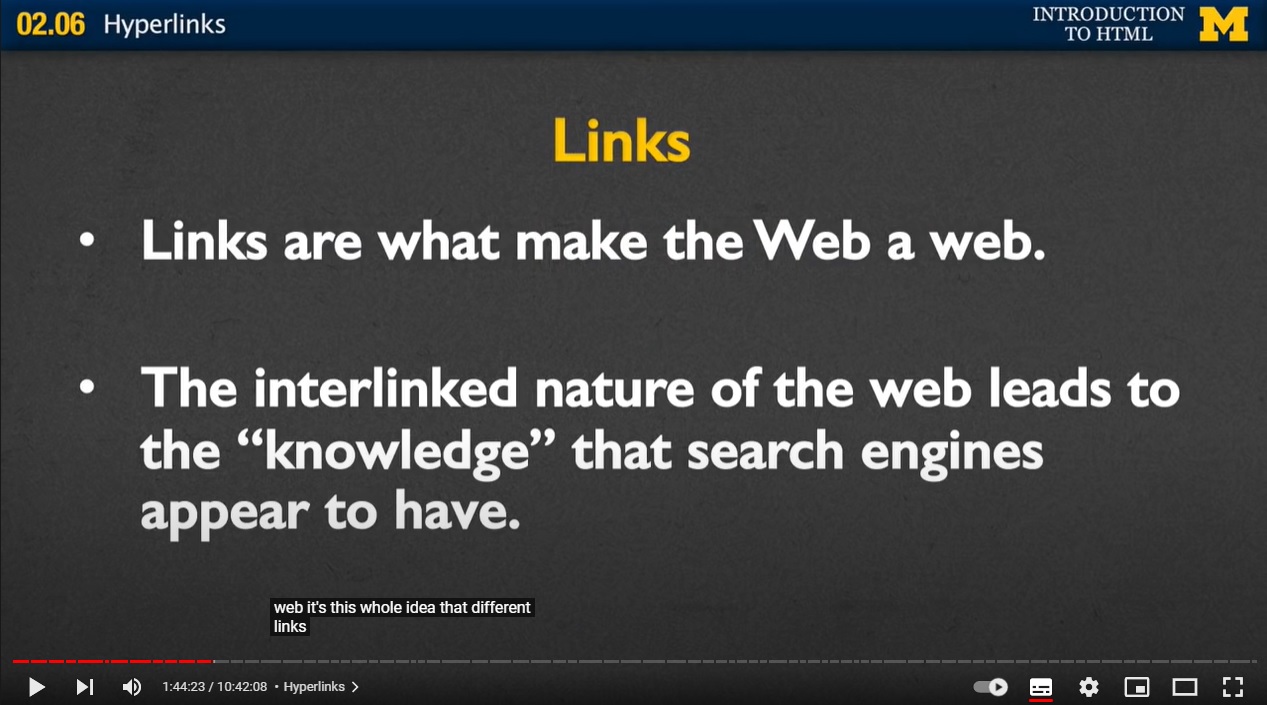 02.06 Hyperlinks
INTRODUCTION
TO HTML
M
Links
• Links are what make the Web a web.
• The interlinked nature of the web leads to
the “knowledge” that search engines
appear to have.
web it's this whole idea that different
links
1:44:23 / 10:42:08 • Hyperlinks